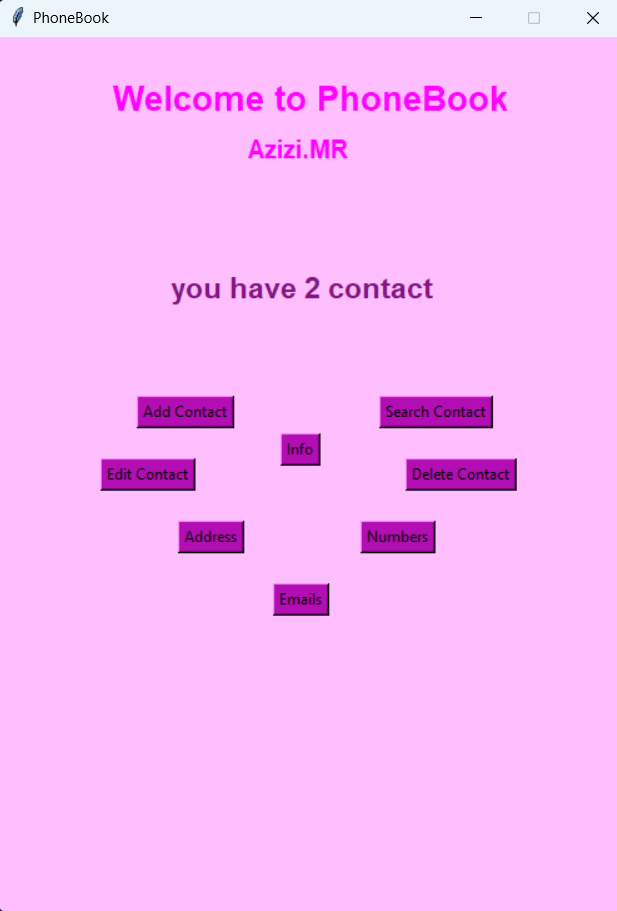 PhoneBook
Welcome to PhoneBook
Azizi.MR
you have 2 contact
Add Contact
Search Contact
Info
Edit Contact
Delete Contact
Address
Numbers
Emails